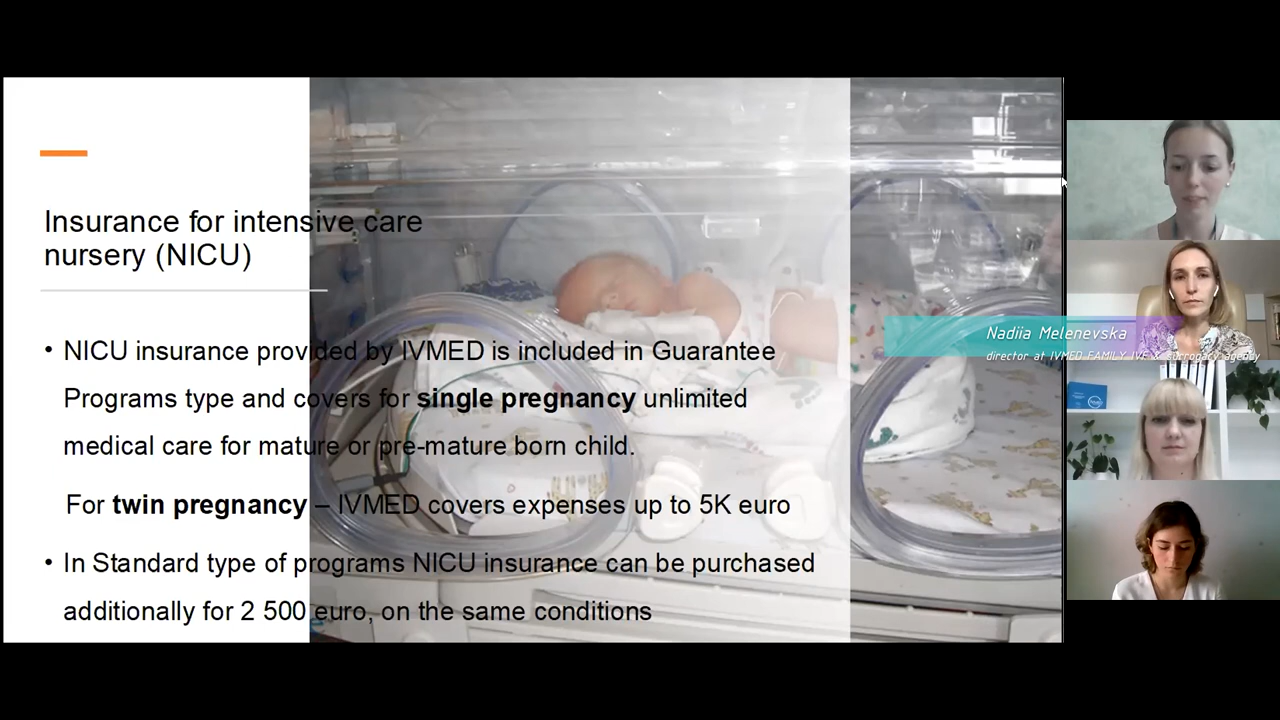 Insurance for intensive care
nursery (NICU)
• NICU insurance provided by IVMED is included in Guarantee
Programs type and covers for single pregnancy unlimited
medical care for mature or pre-mature born child.
For twin pregnancy – IVMED covers expenses up to 5K euro
• In Standard type of programs NICU insurance can be purchased
additionally for 2 500 euro, on the same conditions
Nadiia Melenevska
director at IVMED FAMILY IVF & surrogacy agency